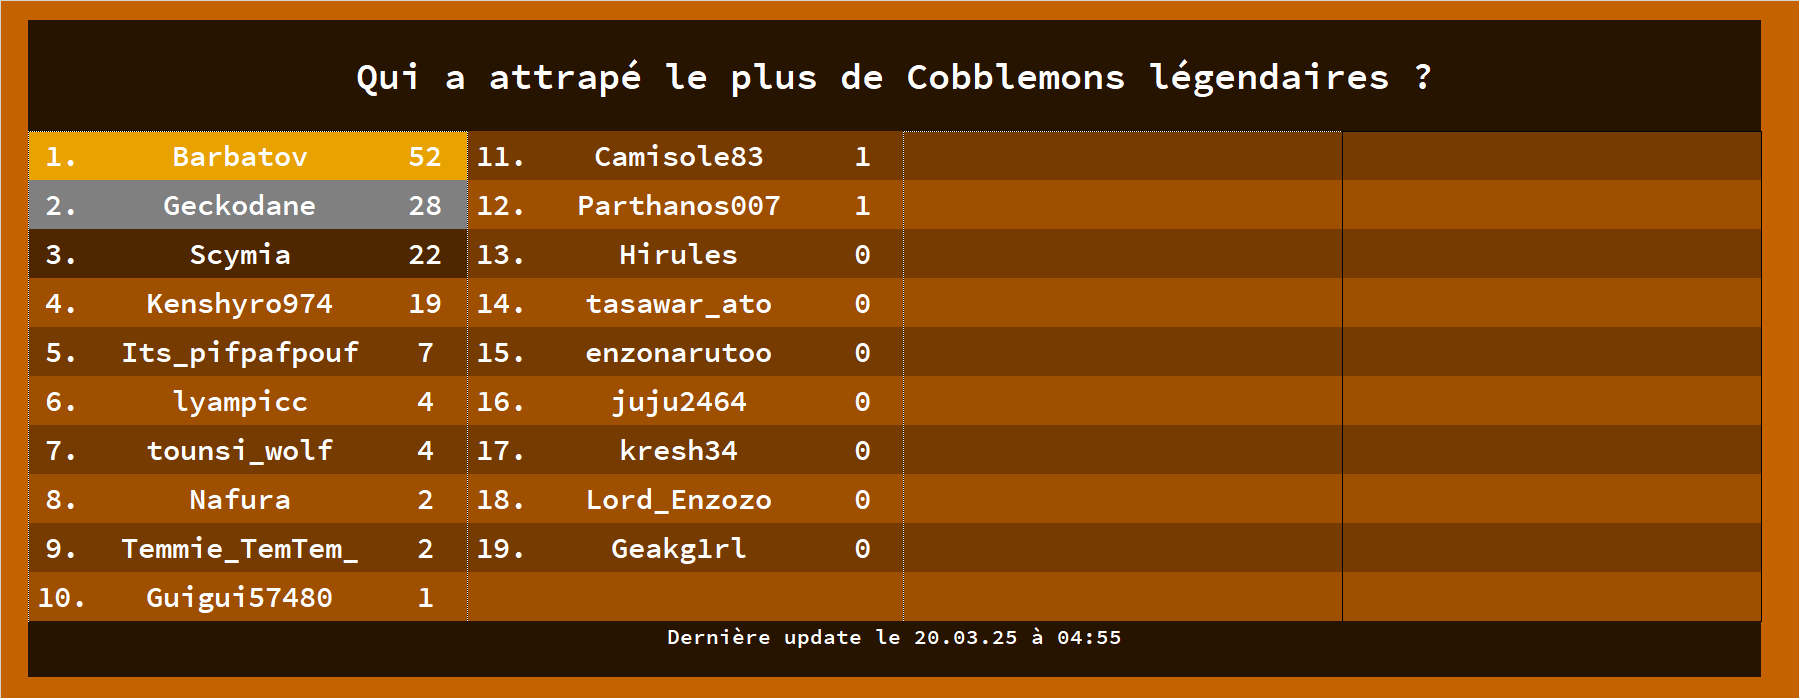 Qui a attrapé le plus de Cobblemons légendaires ?
1. Barbatov 52
2. Geckodane 28
3. Scymia 22
4. Kenshyro974 19
5. Its_pifpafpouf 7
6. lyampicc 4
7. tounsi_wolf 4
8. Nafura 2
9. Temmie_TemTem_ 2
10. Guigui57480 1
11. Camisole83 1
12. Parthanos007 1
13. Hirules 0
14. tasawar_ato 0
15. enzonarutoo 0
16. juju2464 0
17. kresh34 0
18. Lord_Enzozo 0
19. Geakg1rl 0
Dernière update le 20.03.25 à 04:55